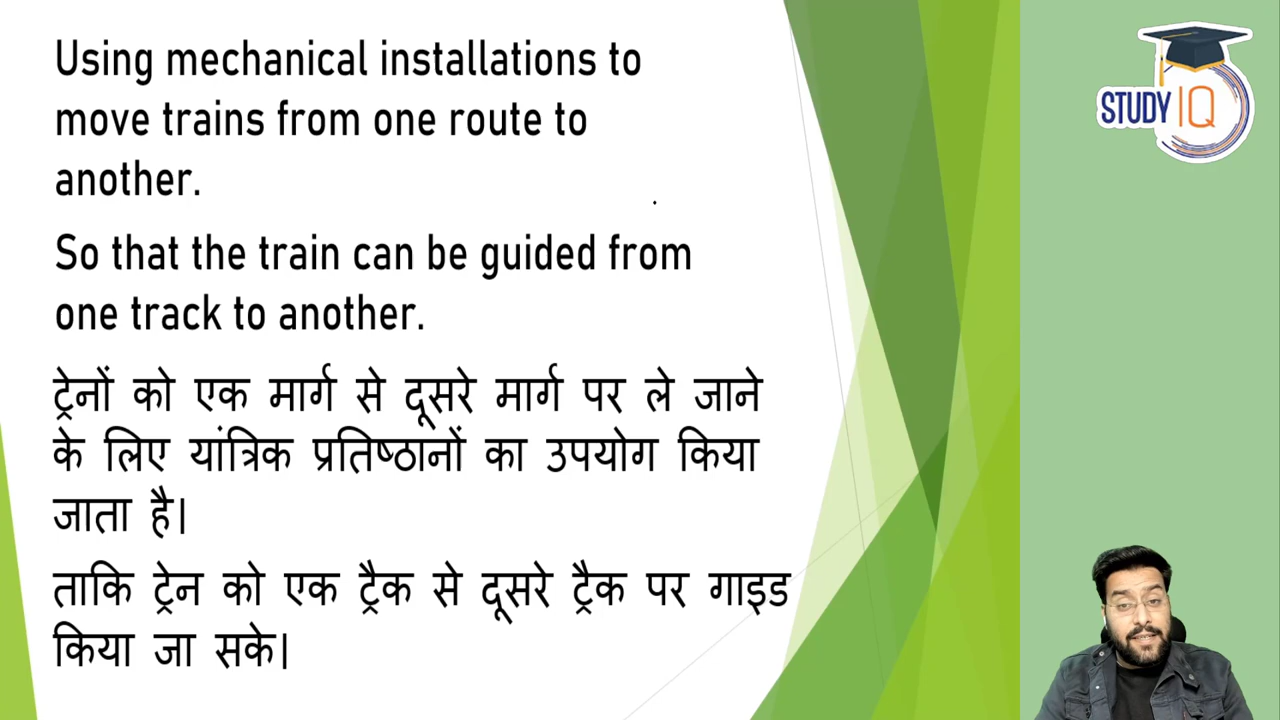 Using mechanical installations to
move trains from one route to
another.
So that the train can be guided from
one track to another.
ट्रेनों को एक मार्ग से दूसरे मार्ग पर ले जाने
के लिए यांत्रिक प्रतिष्ठानों का उपयोग किया
जाता है।
ताकि ट्रेन को एक ट्रैक से दूसरे ट्रैक पर गाइड
किया जा सके।
STUDY IQ